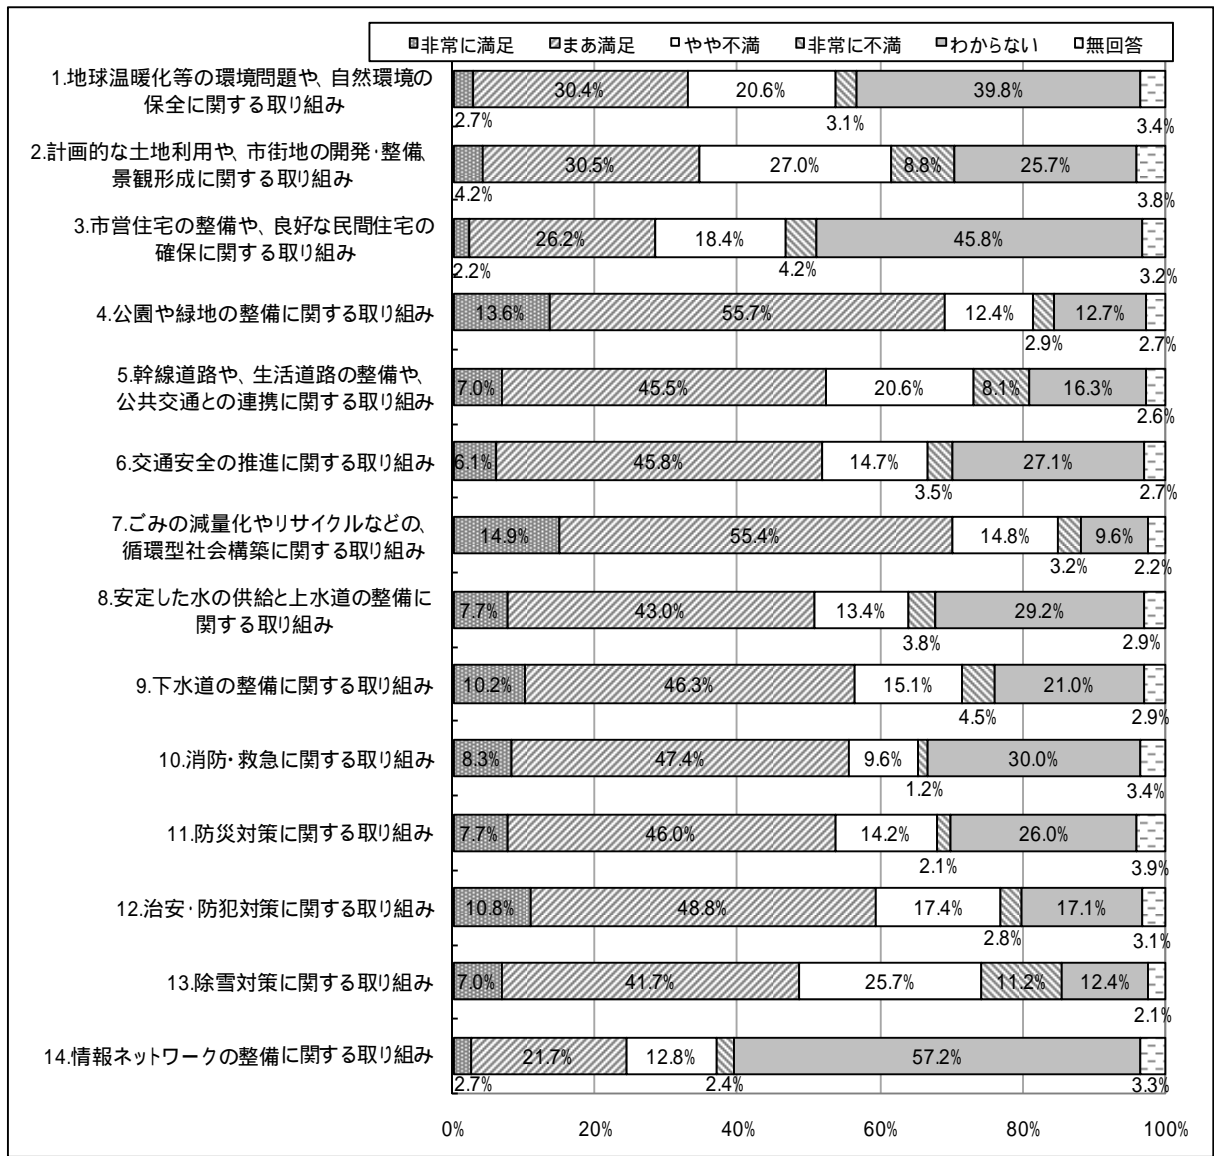 非常に満足 まあ満足 やや不満 非常に不満 わからない 無回答
1.地球温暖化等の環境問題や、自然環境の
保全に関する取り組み
30.4% 20.6% 39.8%
2.7% 3.1% 3.4%
2.計画的な土地利用や、市街地の開発・整備、
景観形成に関する取り組み
30.5% 27.0% 8.8% 25.7%
4.2% 3.8%
3.市営住宅の整備や、良好な民間住宅の
確保に関する取り組み
26.2% 18.4% 45.8%
2.2% 4.2% 3.2%
4.公園や緑地の整備に関する取り組み
13.6% 55.7% 12.4% 12.7%
2.9% 2.7%
5.幹線道路や、生活道路の整備や、
公共交通との連携に関する取り組み
7.0% 45.5% 20.6% 8.1% 16.3%
2.6%
6.交通安全の推進に関する取り組み
6.1% 45.8% 14.7% 27.1%
3.5% 2.7%
7.ごみの減量化やリサイクルなどの、
循環型社会構築に関する取り組み
14.9% 55.4% 14.8% 9.6%
3.2% 2.2%
8.安定した水の供給と上水道の整備に
関する取り組み
7.7% 43.0% 13.4% 29.2%
3.8% 2.9%
9.下水道の整備に関する取り組み
10.2% 46.3% 15.1% 21.0%
4.5% 2.9%
10.消防・救急に関する取り組み
8.3% 47.4% 9.6% 30.0%
1.2% 3.4%
11.防災対策に関する取り組み
7.7% 46.0% 14.2% 26.0%
2.1% 3.9%
12.治安・防犯対策に関する取り組み
10.8% 48.8% 17.4% 17.1%
2.8% 3.1%
13.除雪対策に関する取り組み
7.0% 41.7% 25.7% 11.2% 12.4%
2.1%
14.情報ネットワークの整備に関する取り組み
21.7% 12.8% 57.2%
2.7% 2.4% 3.3%
0% 20% 40% 60% 80% 100%